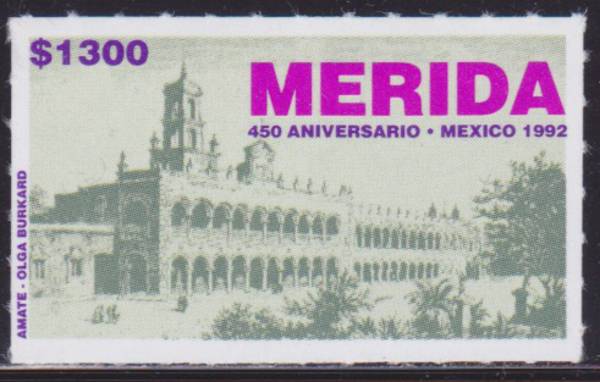 $1300
MERIDA
450 ANIVERSARIO • MEXICO 1992
AMATE - OLGA BURKARD